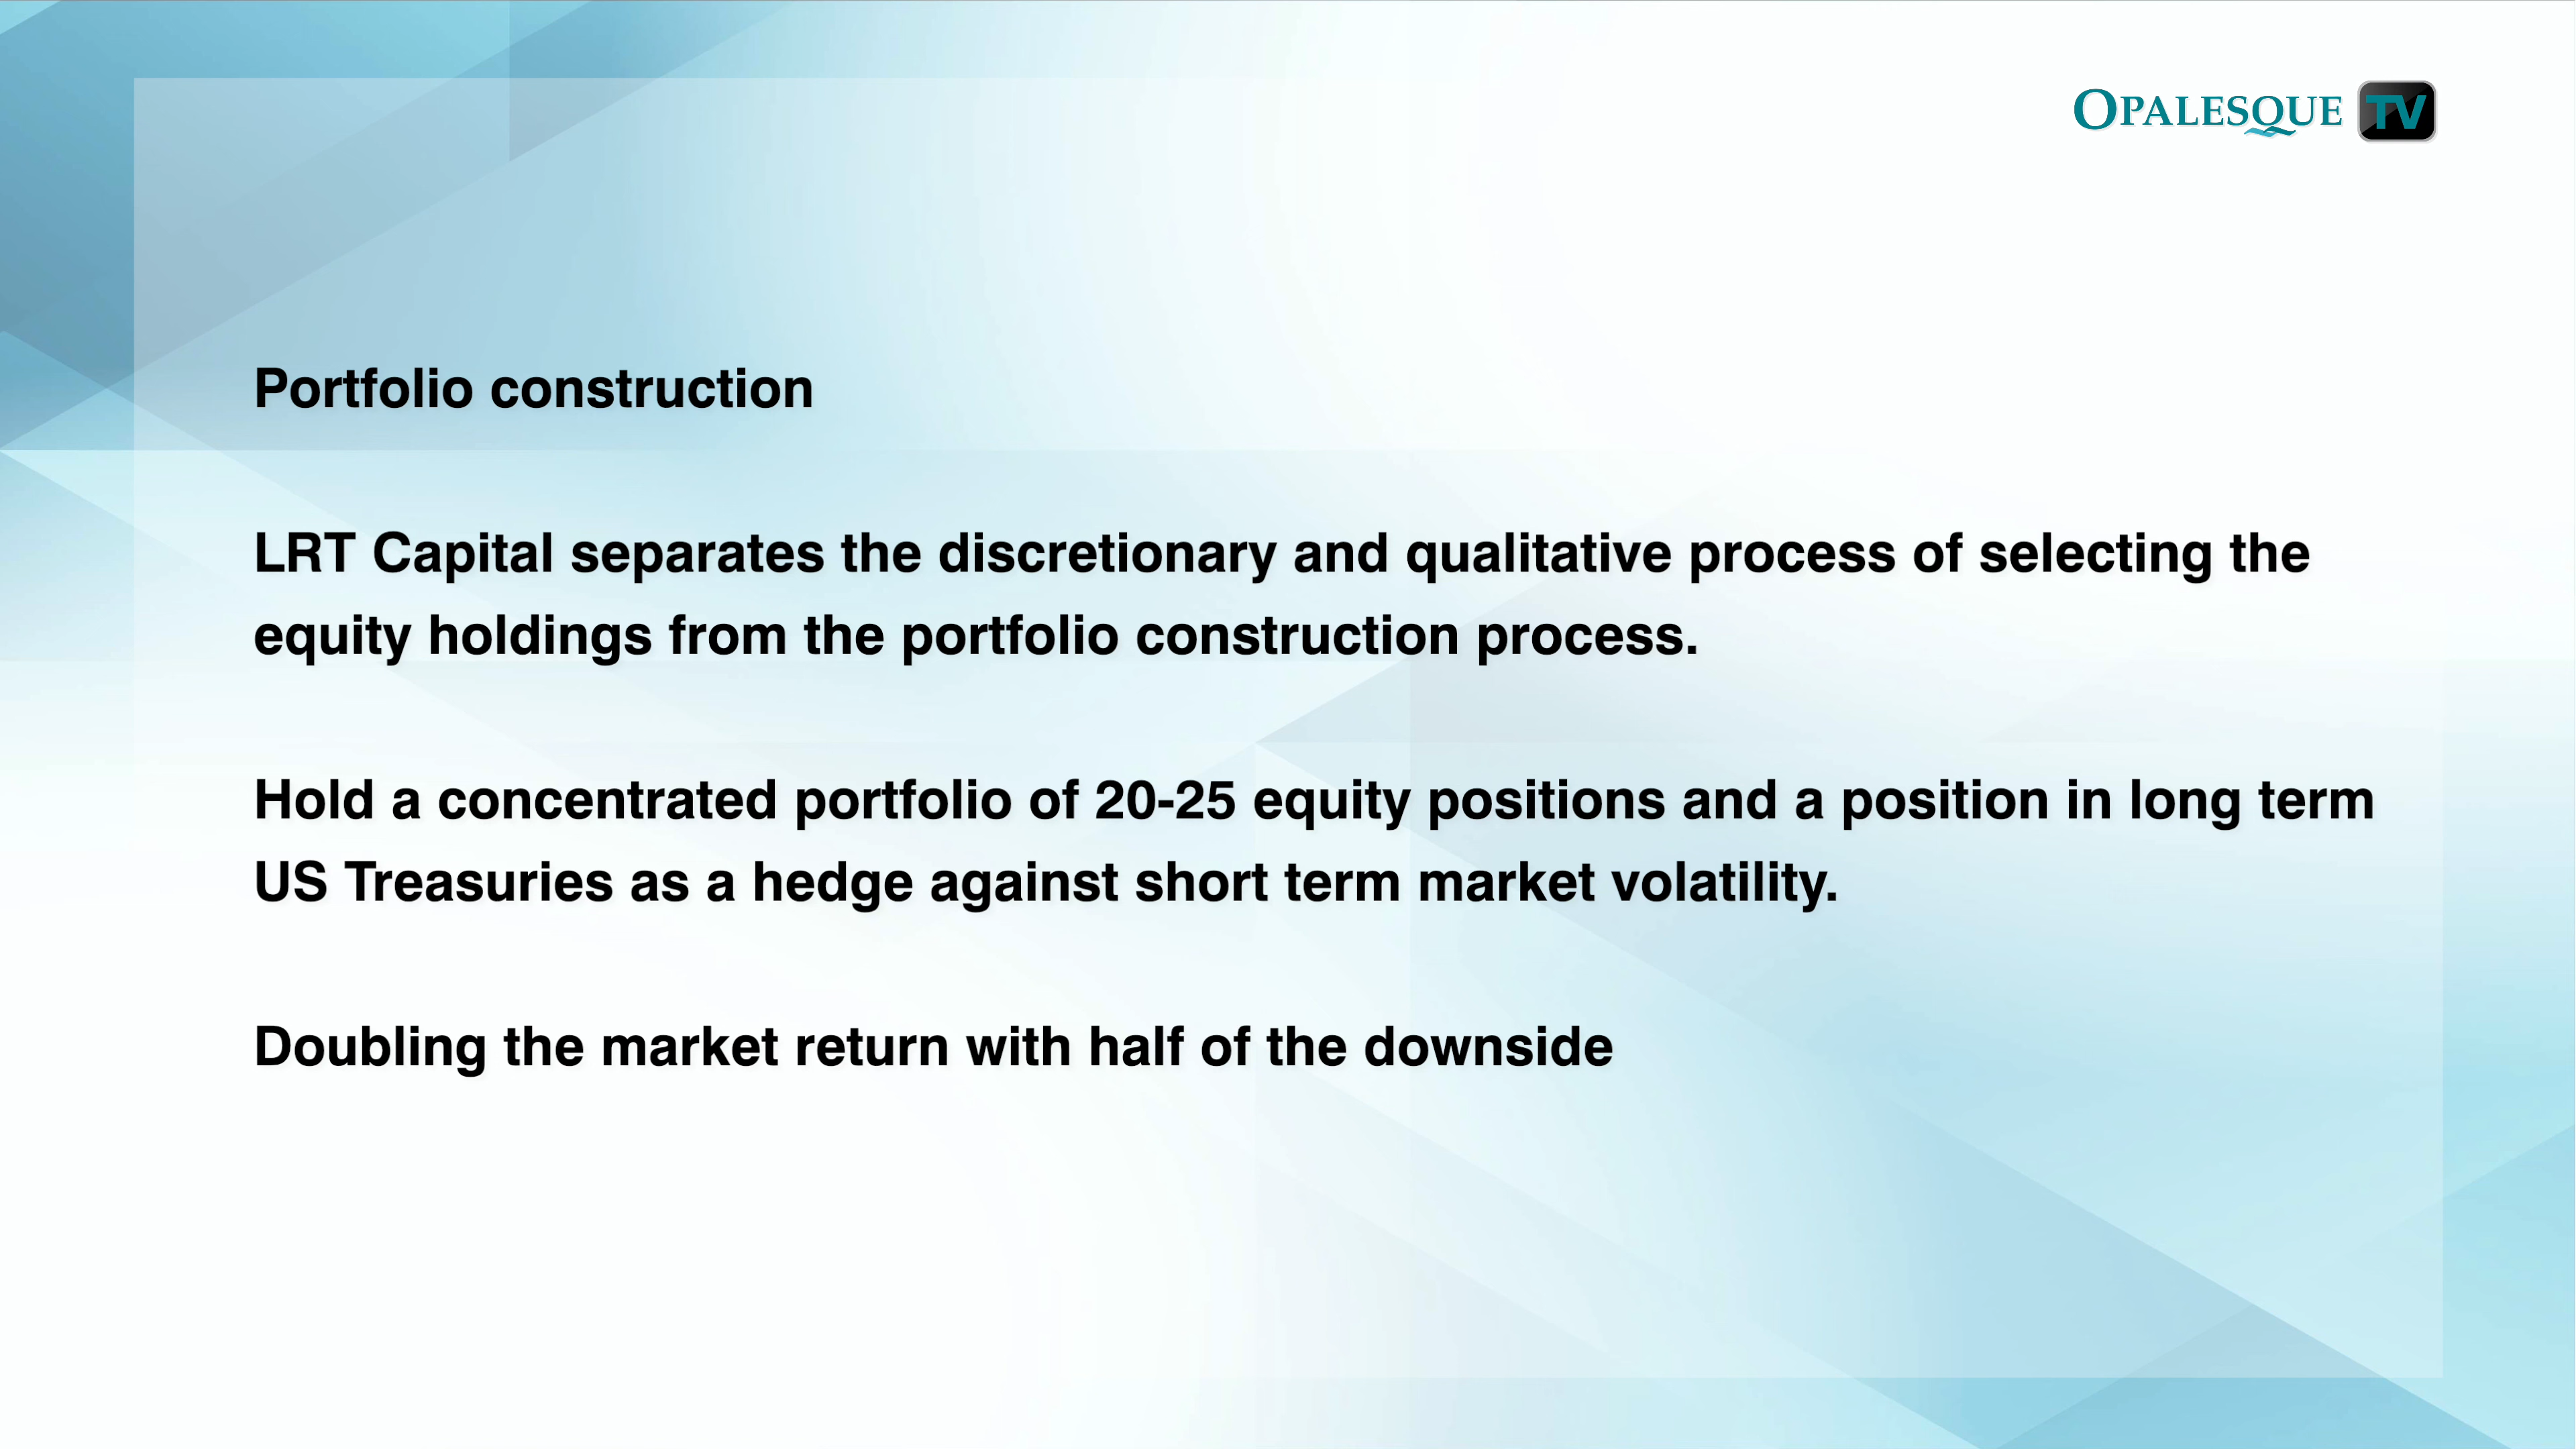 OPALESQUE TV
Portfolio construction
LRT Capital separates the discretionary and qualitative process of selecting the
equity holdings from the portfolio construction process.
Hold a concentrated portfolio of 20-25 equity positions and a position in long term
US Treasuries as a hedge against short term market volatility.
Doubling the market return with half of the downside